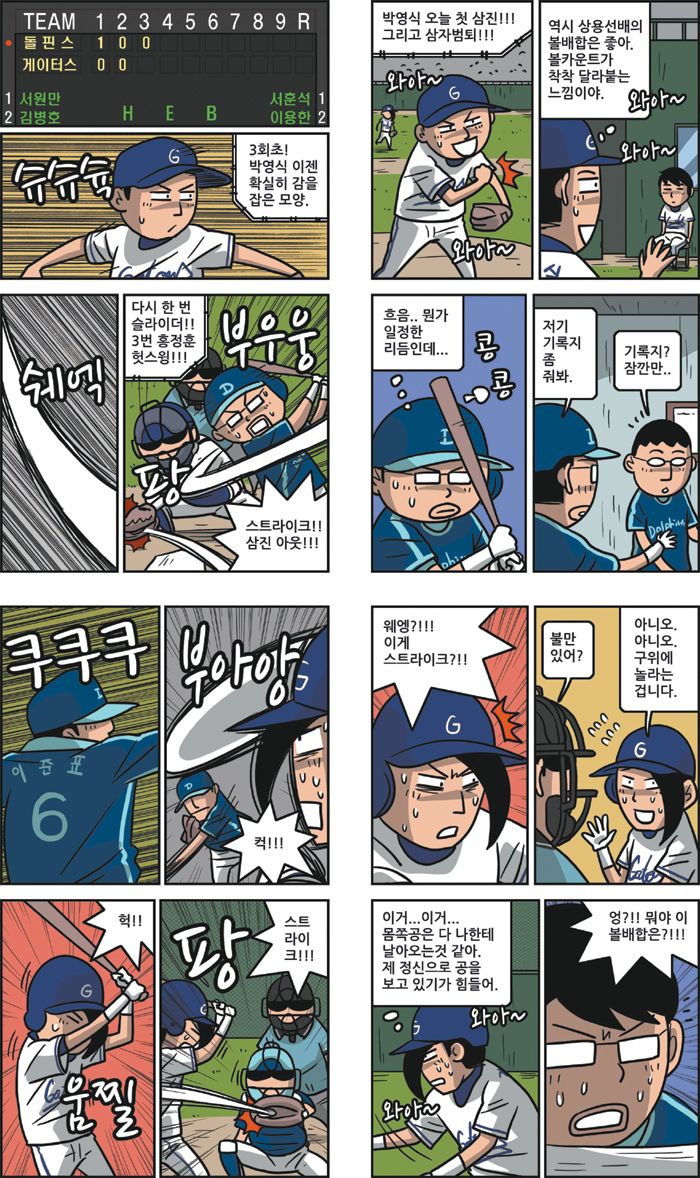 TEAM 1 2 3 4 5 6 7 8 9 R
돌핀스 1 0 0
게이터스 0 0
1 서원만 서훈석 1
2 김병호 H E B 이용한 2
슈슈슉
G
3회초!
박영식 이젠
확실히 감을
잡은 모양.
Gators
박영식 오늘 첫 삼진!!!
그리고 삼자범퇴!!!
와아~
G
와아~
역시 상용선배의
볼배합은 좋아.
볼카운트가
착착 달라붙는
느낌이야.
와아~
와아~
G
쉐엑
다시 한 번
슬라이더!!
3번 홍정훈
헛스윙!!!
부우웅
D
팡
스트라이크!!
삼진 아웃!!!
흐음.. 뭔가
일정한
리듬인데...
콩
콩
D
저기
기록지
좀
줘봐.
기록지?
잠깐만..
D
Dolphins
쿠쿠쿠
D
이준표
6
부아앙
G
D
컥!!!
웨엥?!!!
이게
스트라이크?!!
G
불만
있어?
아니오.
아니오.
구위에
놀라는
겁니다.
G
헉!!
G
움찔
팡
스트
라이
크!!!
G
이거...이거...
몸쪽공은 다 나한테
날아오는것 같아.
제 정신으로 공을
보고 있기가 힘들어.
와아~
G
와아~
엉?!! 뭐야 이
볼배합은?!!!